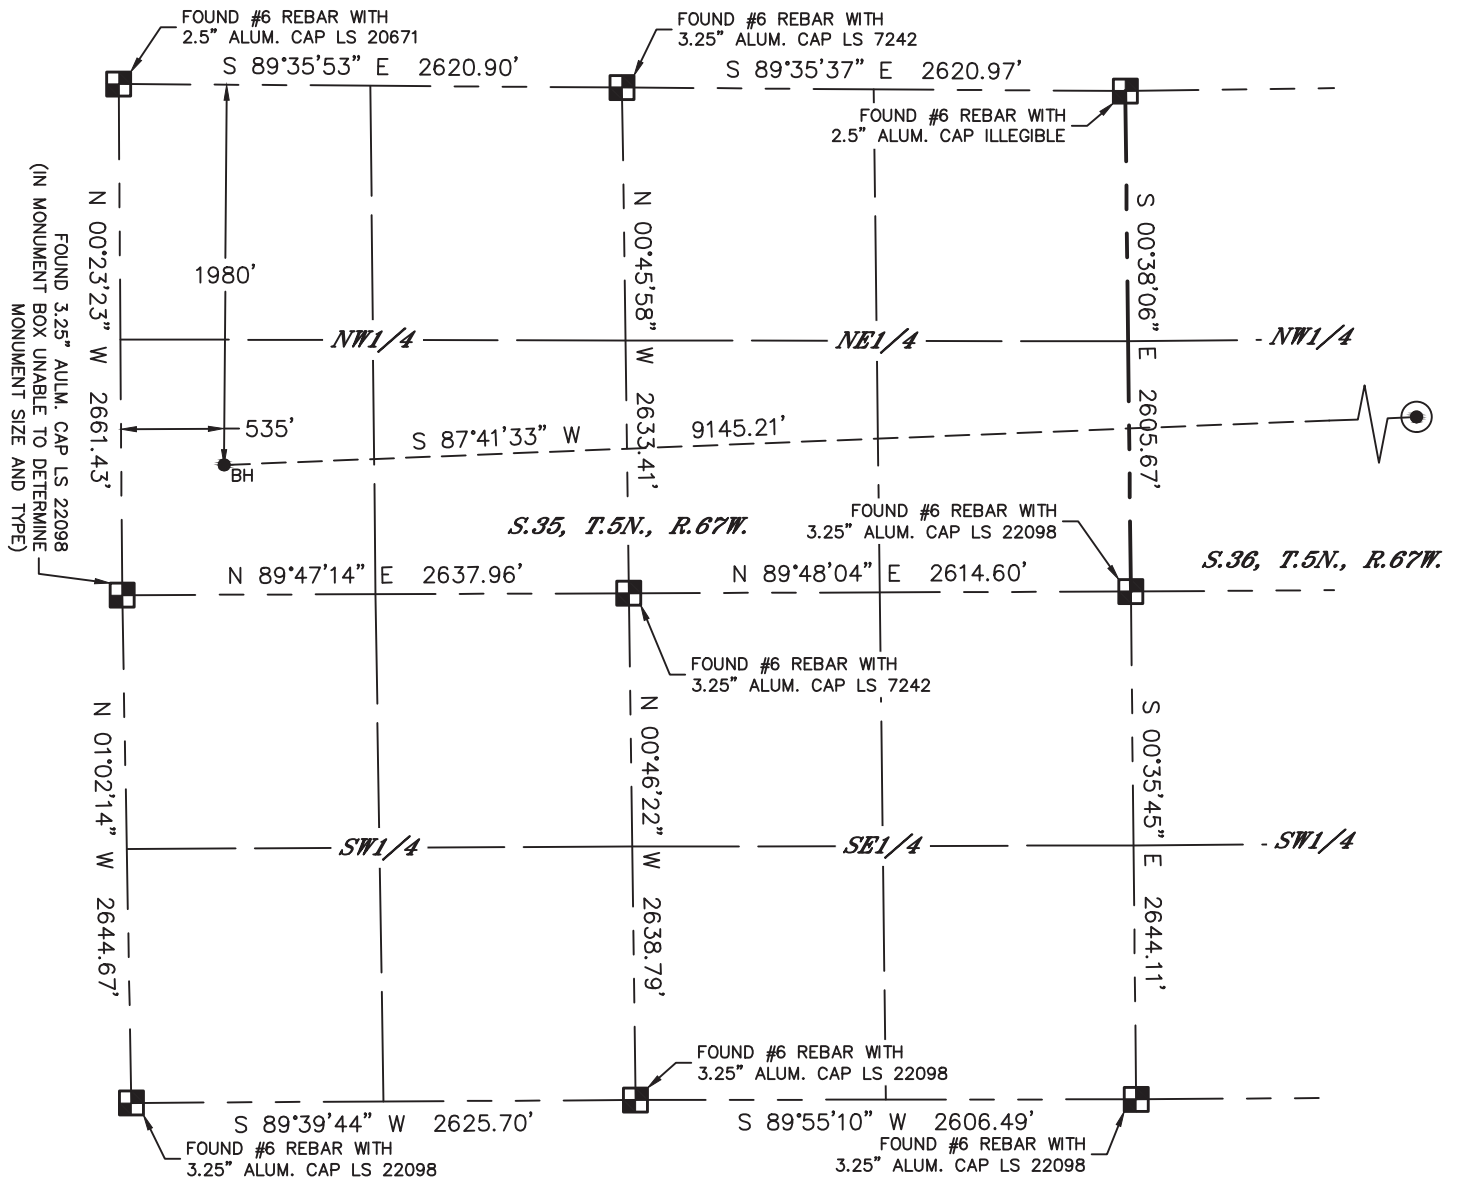 FOUND #6 REBAR WITH
2.5" ALUM. CAP LS 20671
S 89°35'53" E 2620.90'
FOUND #6 REBAR WITH
3.25" ALUM. CAP LS 7242
S 89°35'37" E 2620.97'
FOUND #6 REBAR WITH
2.5" ALUM. CAP ILLEGIBLE
FOUND 3.25" AULM. CAP LS 22098
(IN MONUMENT BOX UNABLE TO DETERMINE
MONUMENT SIZE AND TYPE)
N 00°23'23" W 2661.43'
1980'
N 00°45'58" W 2633.41'
S 00°38'06" E 2605.67'
NW1/4
NE1/4
NW1/4
535'
S 87°41'33" W 9145.21'
BH
S.35, T.5N., R.67W.
FOUND #6 REBAR WITH
3.25" ALUM. CAP LS 22098
S.36, T.5N., R.67W.
N 89°47'14" E 2637.96'
N 89°48'04" E 2614.60'
FOUND #6 REBAR WITH
3.25" ALUM. CAP LS 7242
N 01°02'14" W 2644.67'
N 00°46'22" W 2638.79'
S 00°35'45" E 2644.11'
SW1/4
SE1/4
SW1/4
FOUND #6 REBAR WITH
3.25" ALUM. CAP LS 22098
S 89°39'44" W 2625.70'
S 89°55'10" W 2606.49'
FOUND #6 REBAR WITH
3.25" ALUM. CAP LS 22098
FOUND #6 REBAR WITH
3.25" ALUM. CAP LS 22098